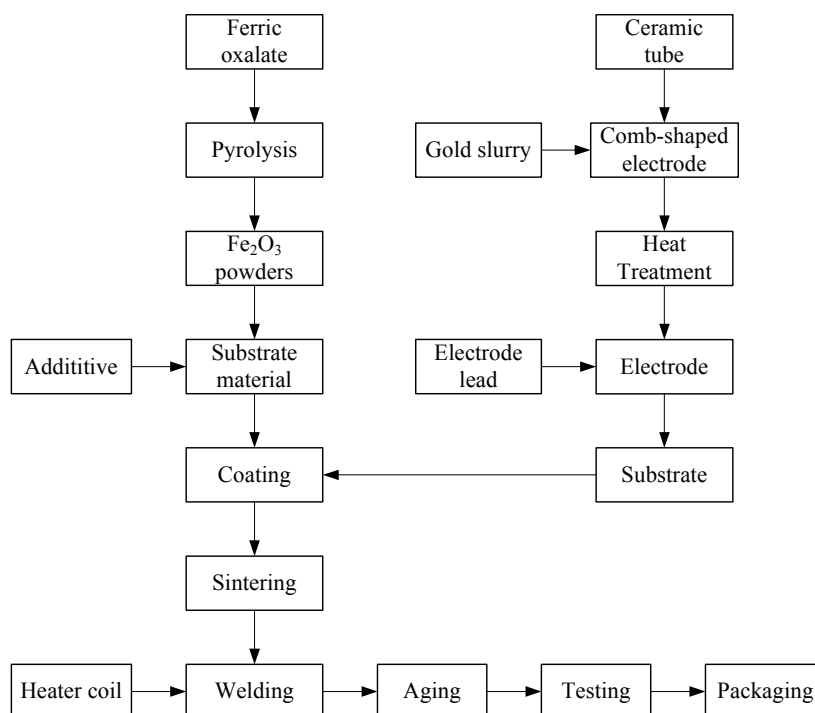 Ferric
oxalate
Ceramic
tube
Pyrolysis
Gold slurry
Comb-shaped
electrode
Fe₂O₃
powders
Heat
Treatment
Addititive
Substrate
material
Electrode
lead
Electrode
Coating
Substrate
Sintering
Heater coil
Welding
Aging
Testing
Packaging